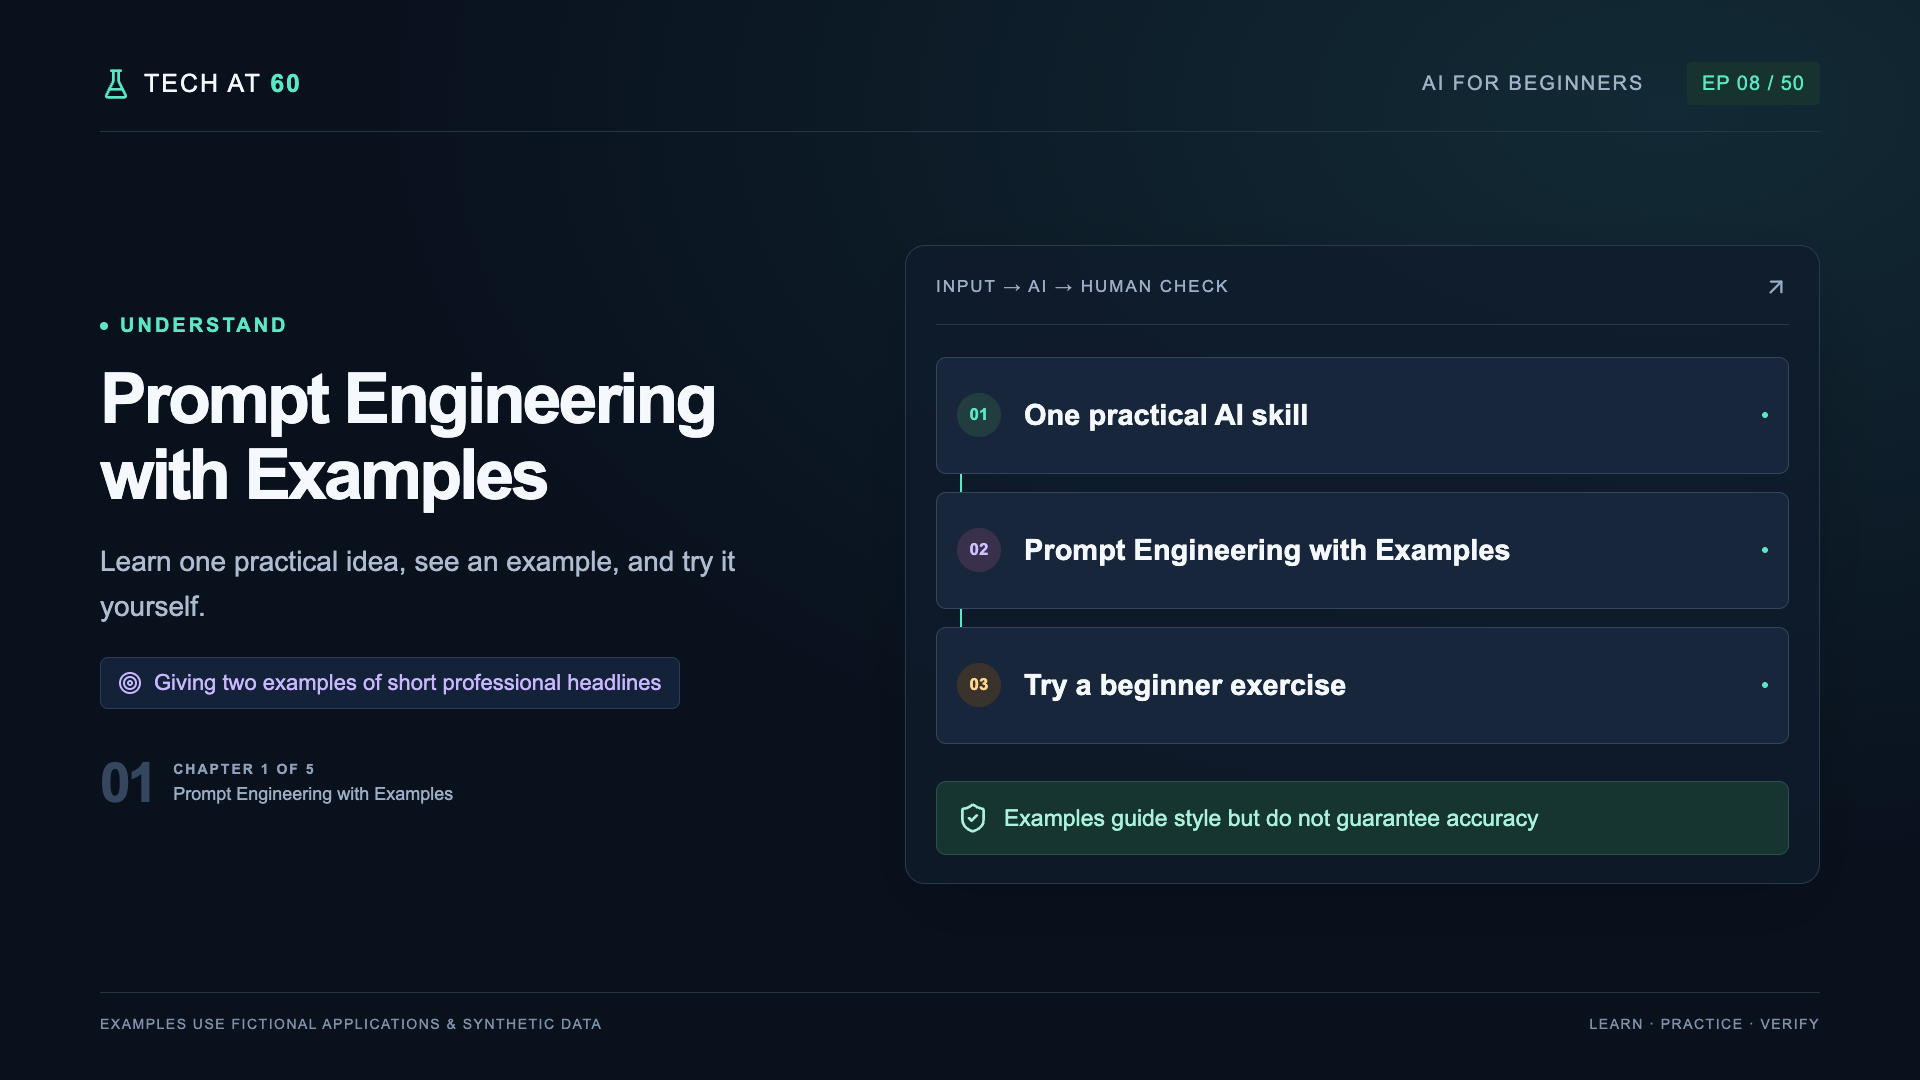 TECH AT 60
AI FOR BEGINNERS
EP 08 / 50
UNDERSTAND
Prompt Engineering
with Examples
Learn one practical idea, see an example, and try it
yourself.
Giving two examples of short professional headlines
01
CHAPTER 1 OF 5
Prompt Engineering with Examples
INPUT → AI → HUMAN CHECK
01
One practical AI skill
02
Prompt Engineering with Examples
03
Try a beginner exercise
Examples guide style but do not guarantee accuracy
EXAMPLES USE FICTIONAL APPLICATIONS & SYNTHETIC DATA
LEARN · PRACTICE · VERIFY